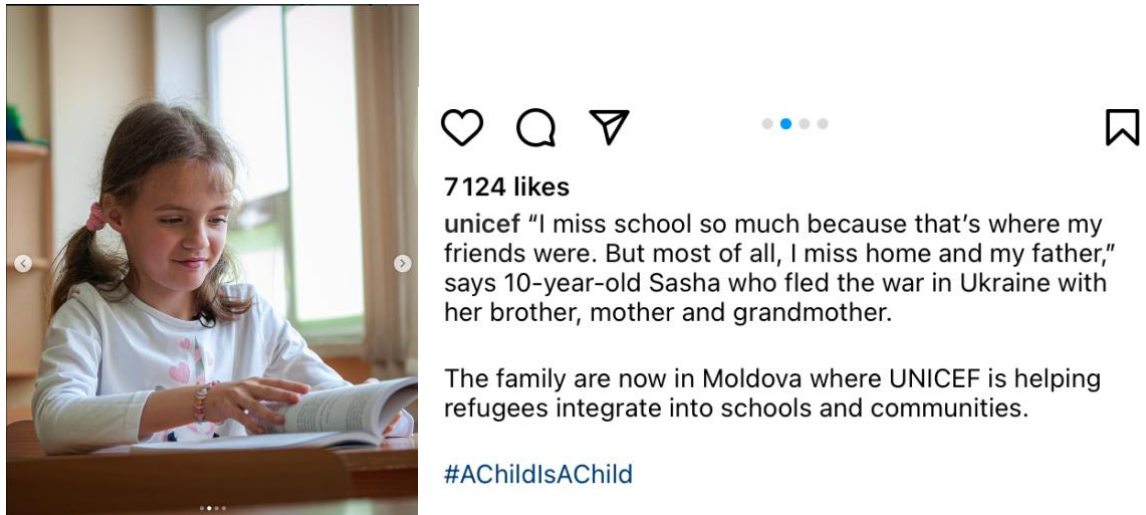 7124 likes
unicef “I miss school so much because that’s where my
friends were. But most of all, I miss home and my father,”
says 10-year-old Sasha who fled the war in Ukraine with
her brother, mother and grandmother.
The family are now in Moldova where UNICEF is helping
refugees integrate into schools and communities.
#AChildIsAChild